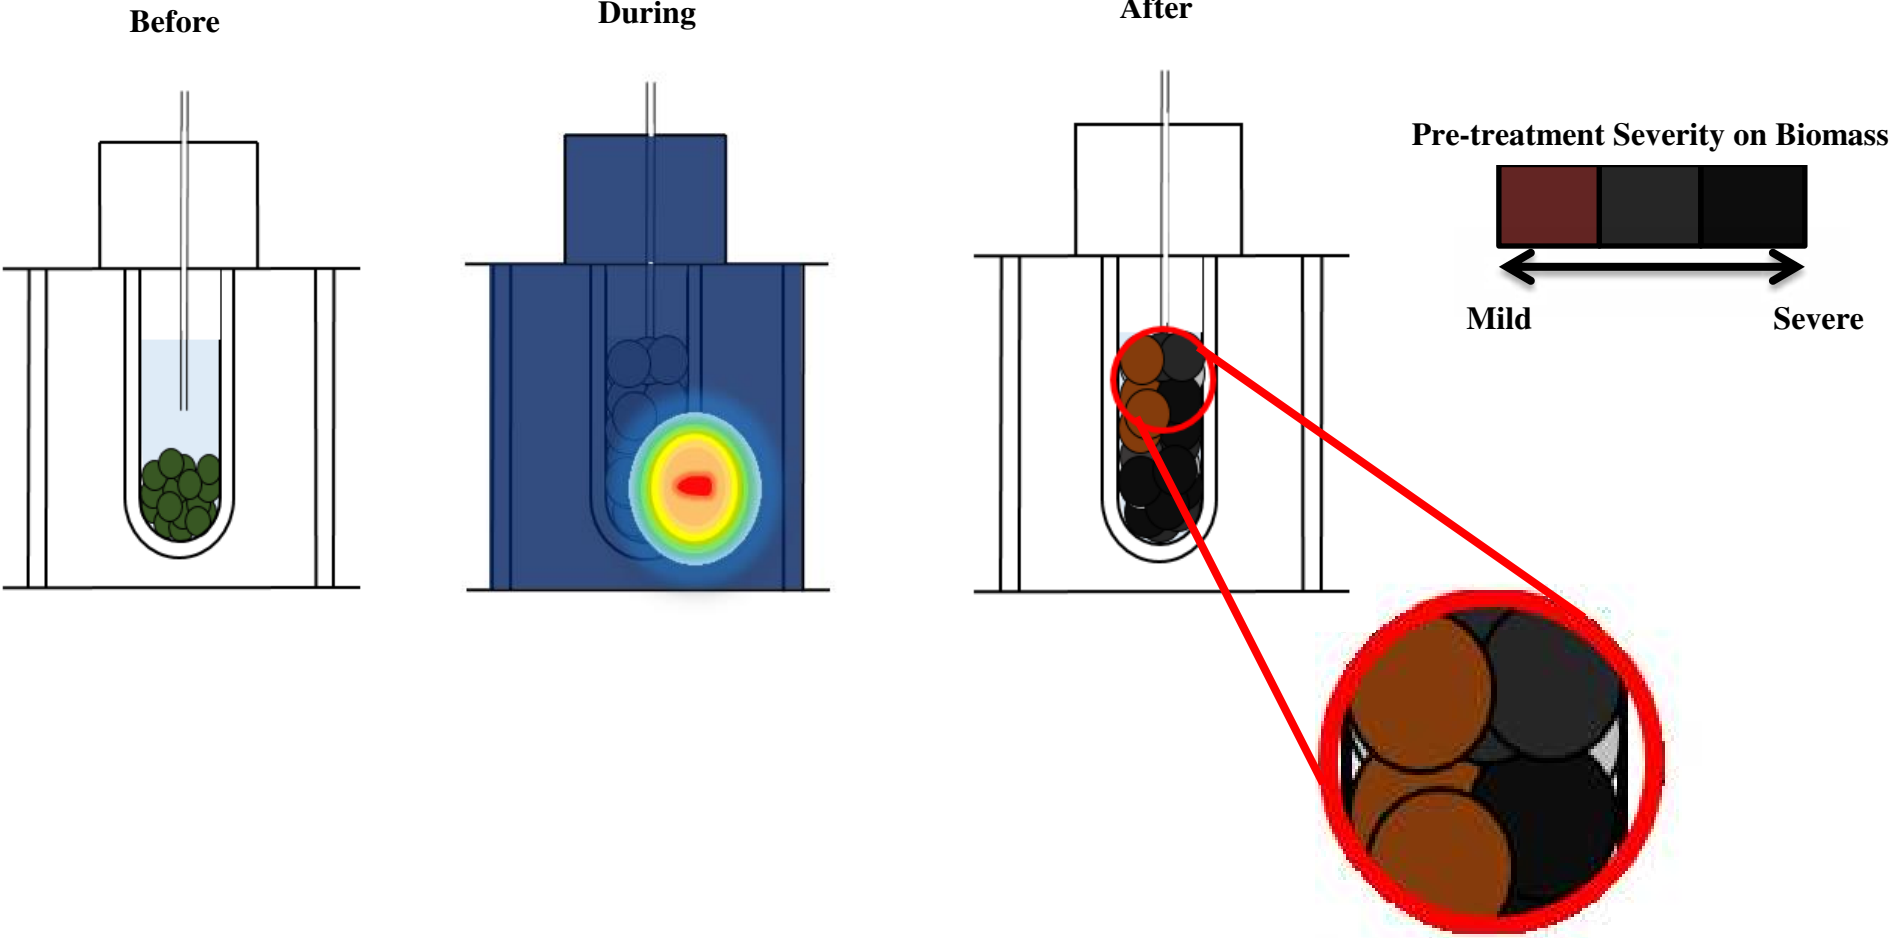 Before
During
After
Pre-treatment Severity on Biomass
Mild
Severe